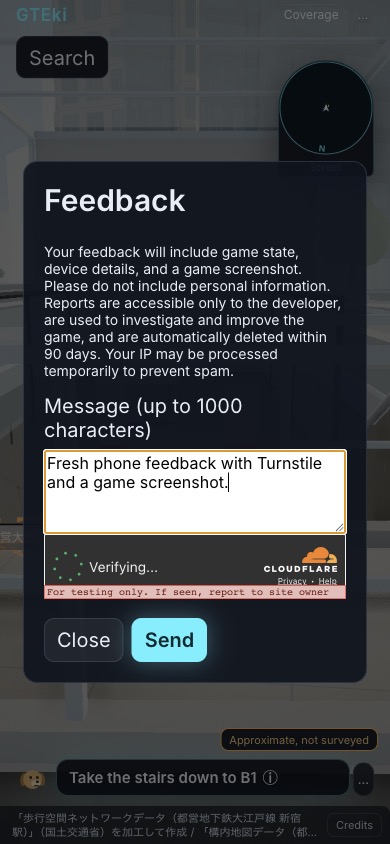 GTEki
Coverage
...
Search
N
Feedback
Your feedback will include game state,
device details, and a game screenshot.
Please do not include personal information.
Reports are accessible only to the developer,
are used to investigate and improve the
game, and are automatically deleted within
90 days. Your IP may be processed
temporarily to prevent spam.
Message (up to 1000
characters)
Fresh phone feedback with Turnstile
and a game screenshot.
Verifying...
CLOUDFLARE
Privacy • Help
For testing only. If seen, report to site owner
Close
Send
Approximate, not surveyed
Take the stairs down to B1 ⓘ
...
「歩行空間ネットワークデータ（都営地下鉄大江戸線 新宿
駅）」（国土交通省）を加工して作成 / 「構内地図データ（都...
Credits